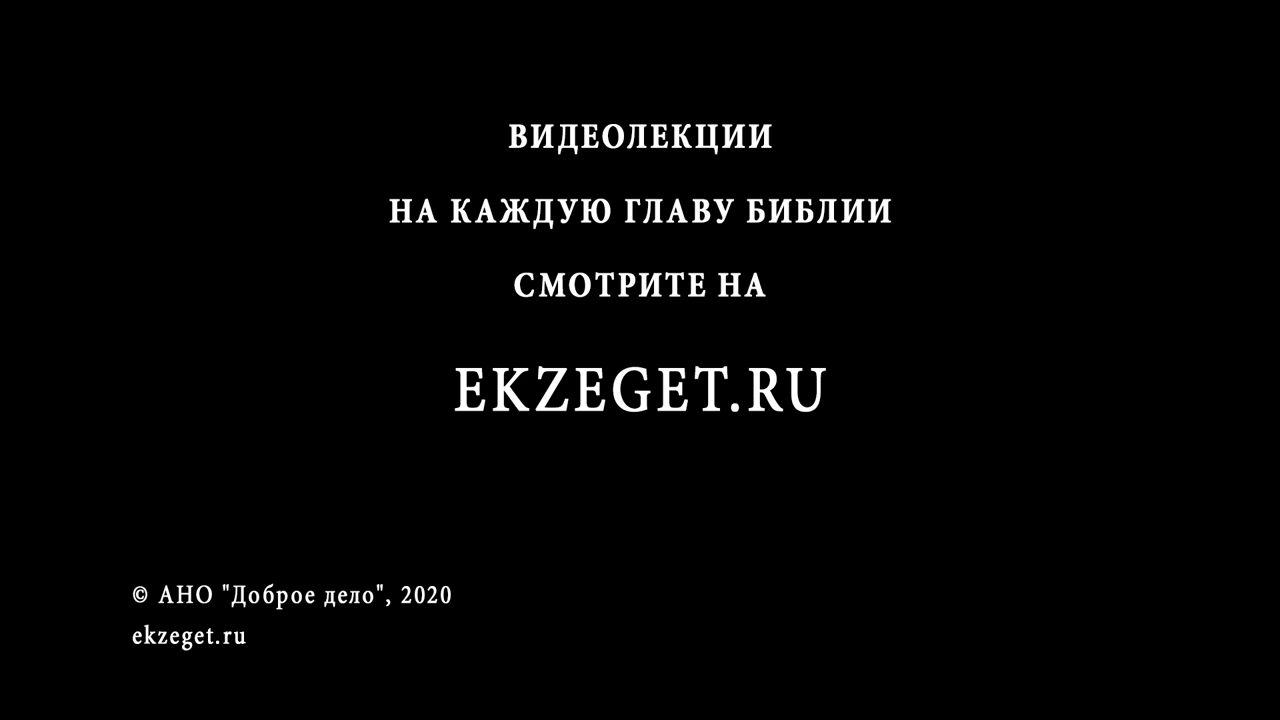 ВИДЕОЛЕКЦИИ
НА КАЖДУЮ ГЛАВУ БИБЛИИ
СМОТРИТЕ НА
EKZEGET.RU
© АНО "Доброе дело", 2020
ekzeget.ru